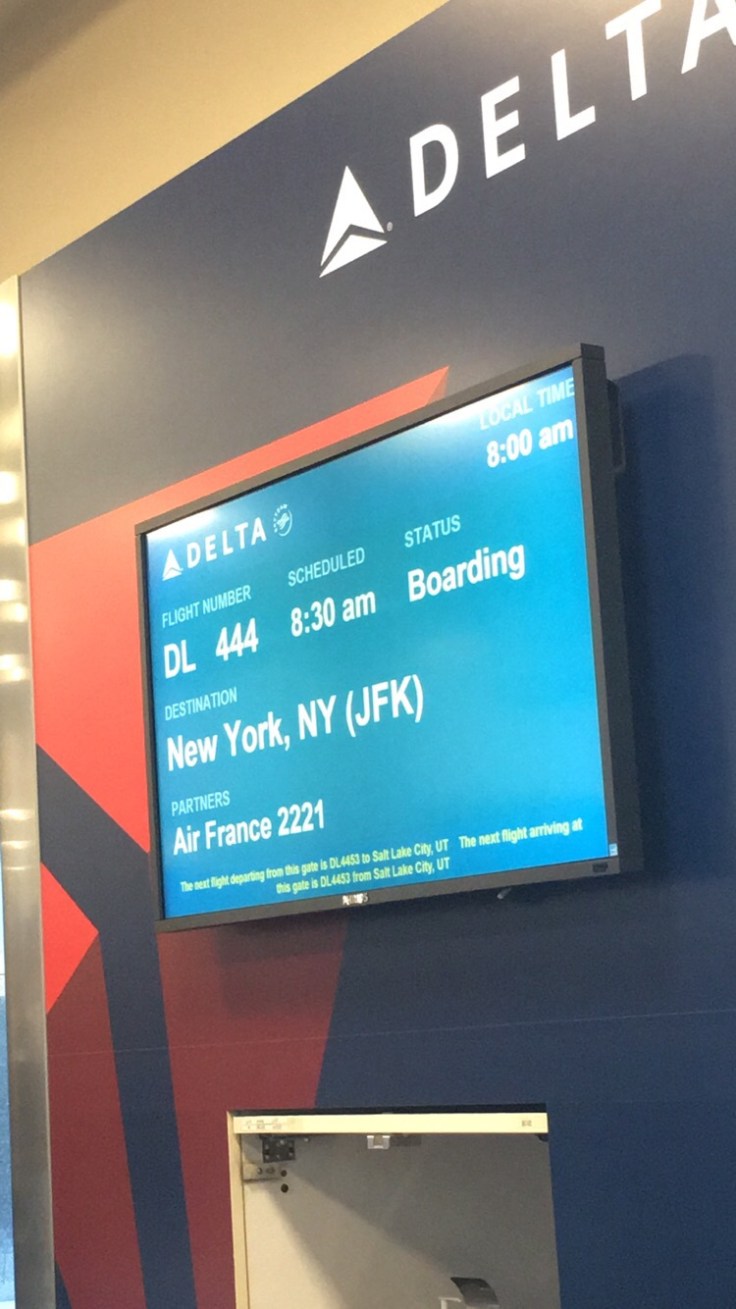 DELTA
LOCAL TIME
8:00 am
DELTA
FLIGHT NUMBER SCHEDULED STATUS
DL 444 8:30 am Boarding
DESTINATION
New York, NY (JFK)
PARTNERS
Air France 2221
The next flight departing from this gate is DL4453 to Salt Lake City, UT The next flight arriving at
this gate is DL4453 from Salt Lake City, UT